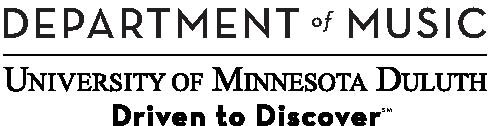 DEPARTMENT of MUSIC
UNIVERSITY OF MINNESOTA DULUTH
Driven to Discover℠